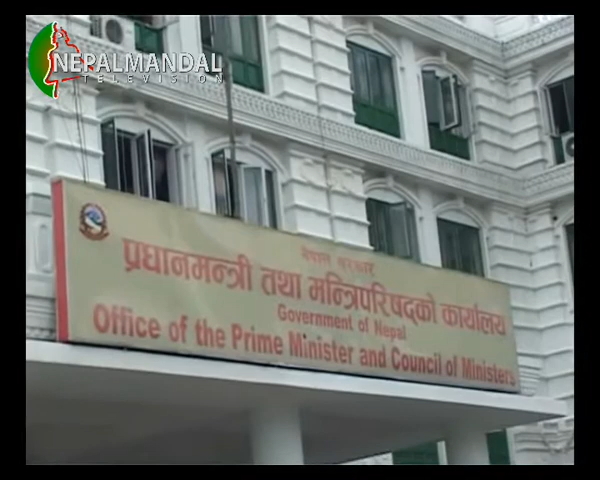 NEPALMANDAL
TELEVISION
नेपाल सरकार
प्रधानमन्त्री तथा मन्त्रिपरिषद्को कार्यालय
Government of Nepal
Office of the Prime Minister and Council of Ministers